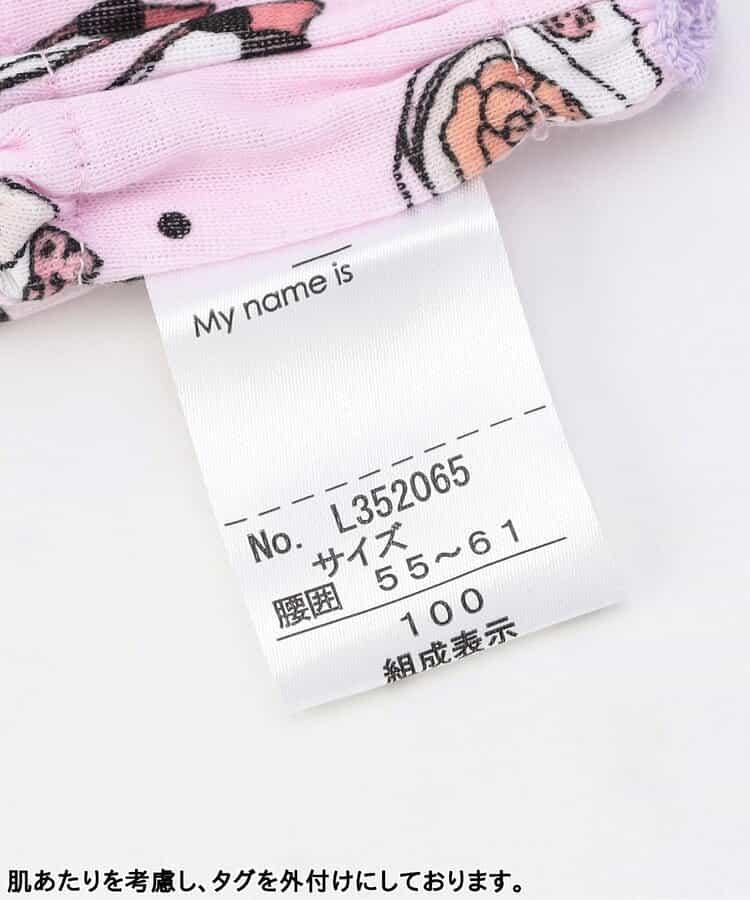 My name is
No. L352065
サイズ
腰囲 55～61
100
組成表示
肌あたりを考慮し、タグを外付けにしております。